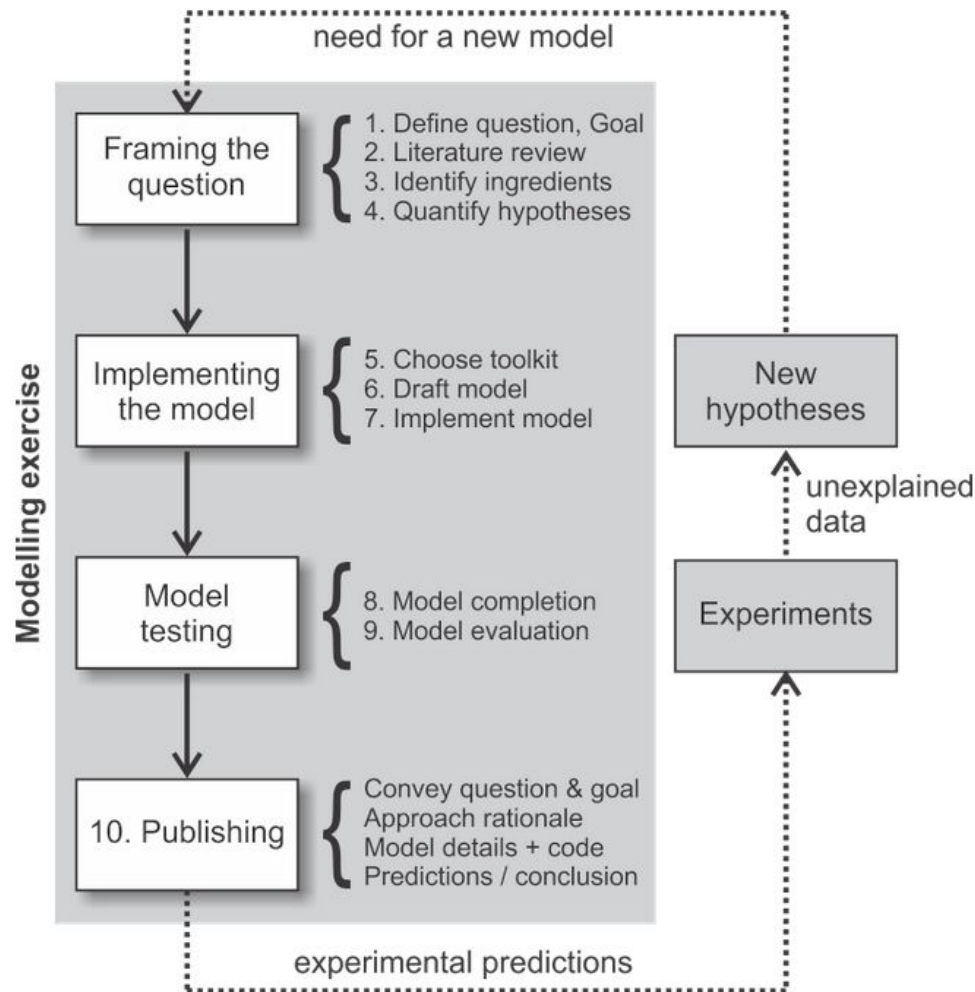 need for a new model
Framing the
question
1. Define question, Goal
2. Literature review
3. Identify ingredients
4. Quantify hypotheses
Implementing
the model
5. Choose toolkit
6. Draft model
7. Implement model
New
hypotheses
unexplained
data
Modelling exercise
Model
testing
8. Model completion
9. Model evaluation
Experiments
10. Publishing
Convey question & goal
Approach rationale
Model details + code
Predictions / conclusion
experimental predictions